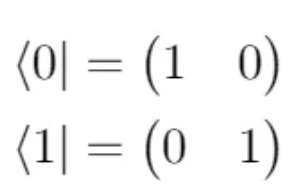 ⟨0| = (1 0)
⟨1| = (0 1)